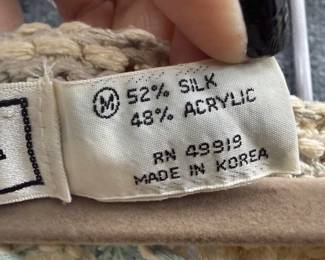 M 52% SILK
48% ACRYLIC
RN 49919
MADE IN KOREA